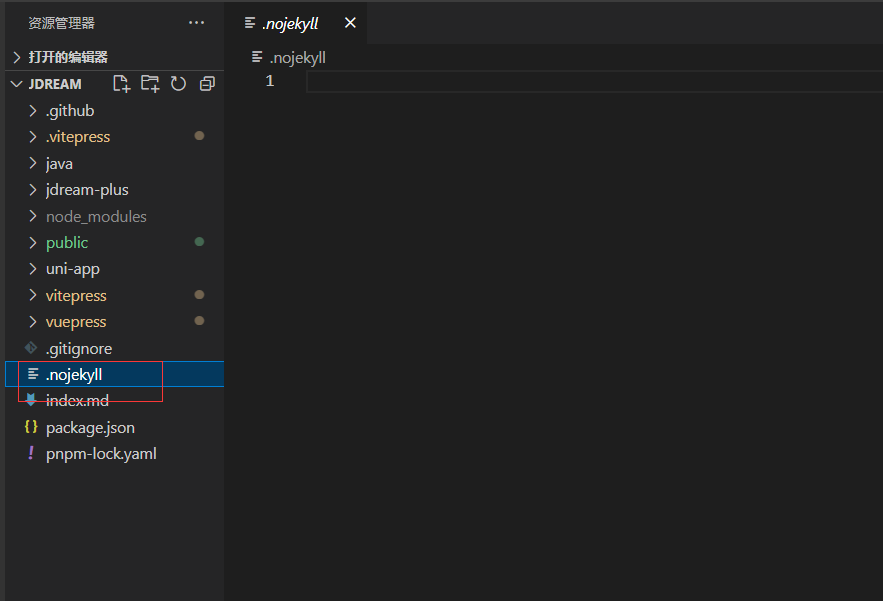 资源管理器
.nojekyll
打开的编辑器
.nojekyll
JDREAM
1
.github
.vitepress
java
jdream-plus
node_modules
public
uni-app
vitepress
vuepress
.gitignore
.nojekyll
index.md
package.json
pnpm-lock.yaml